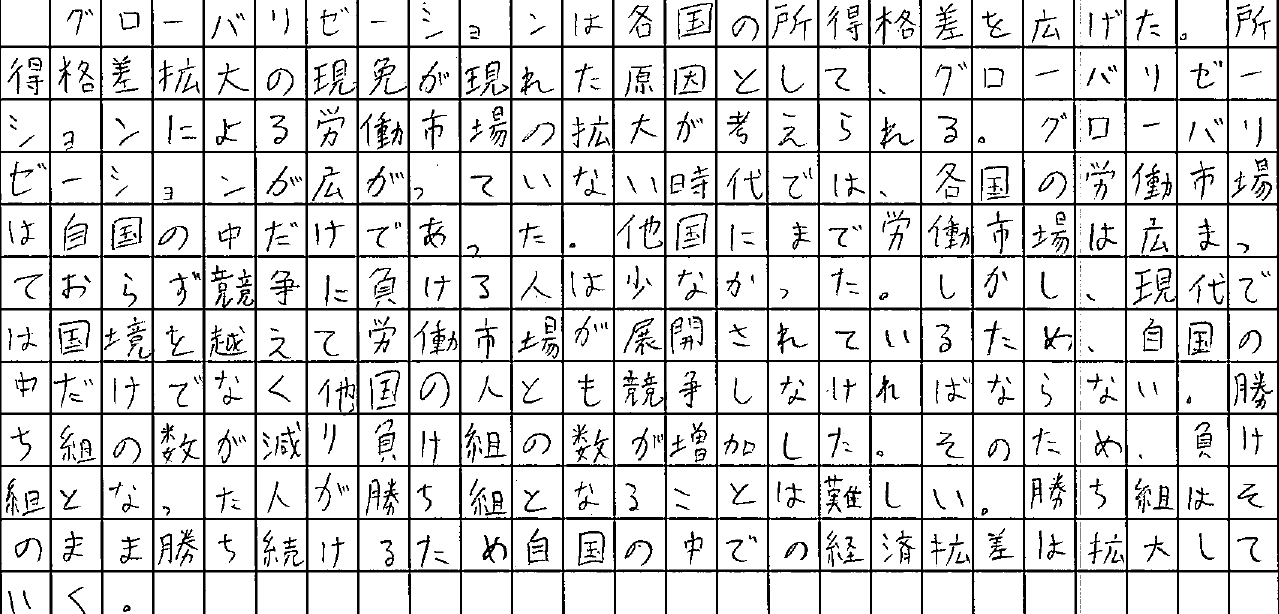 グローバリゼーションは各国の所得格差を広げた。所
得格差拡大の現免が現れた原因として、グローバリゼー
ションによる労働市場の拡大が考えられる。グローバリ
ゼーションが広がっていない時代では、各国の労働市場
は自国の中だけであった。他国にまで労働市場は広まっ
ておらず競争に負ける人は少なかった。しかし、現代で
は国境を越えて労働市場が展開されているため、自国の
中だけでなく他国の人とも競争しなければならない。勝
ち組の数が減り負け組の数が増加した。そのため、負け
組となった人が勝ち組となることは難しい。勝ち組はそ
のまま勝ち続けるため自国の中での経済拡差は拡大して
いく。